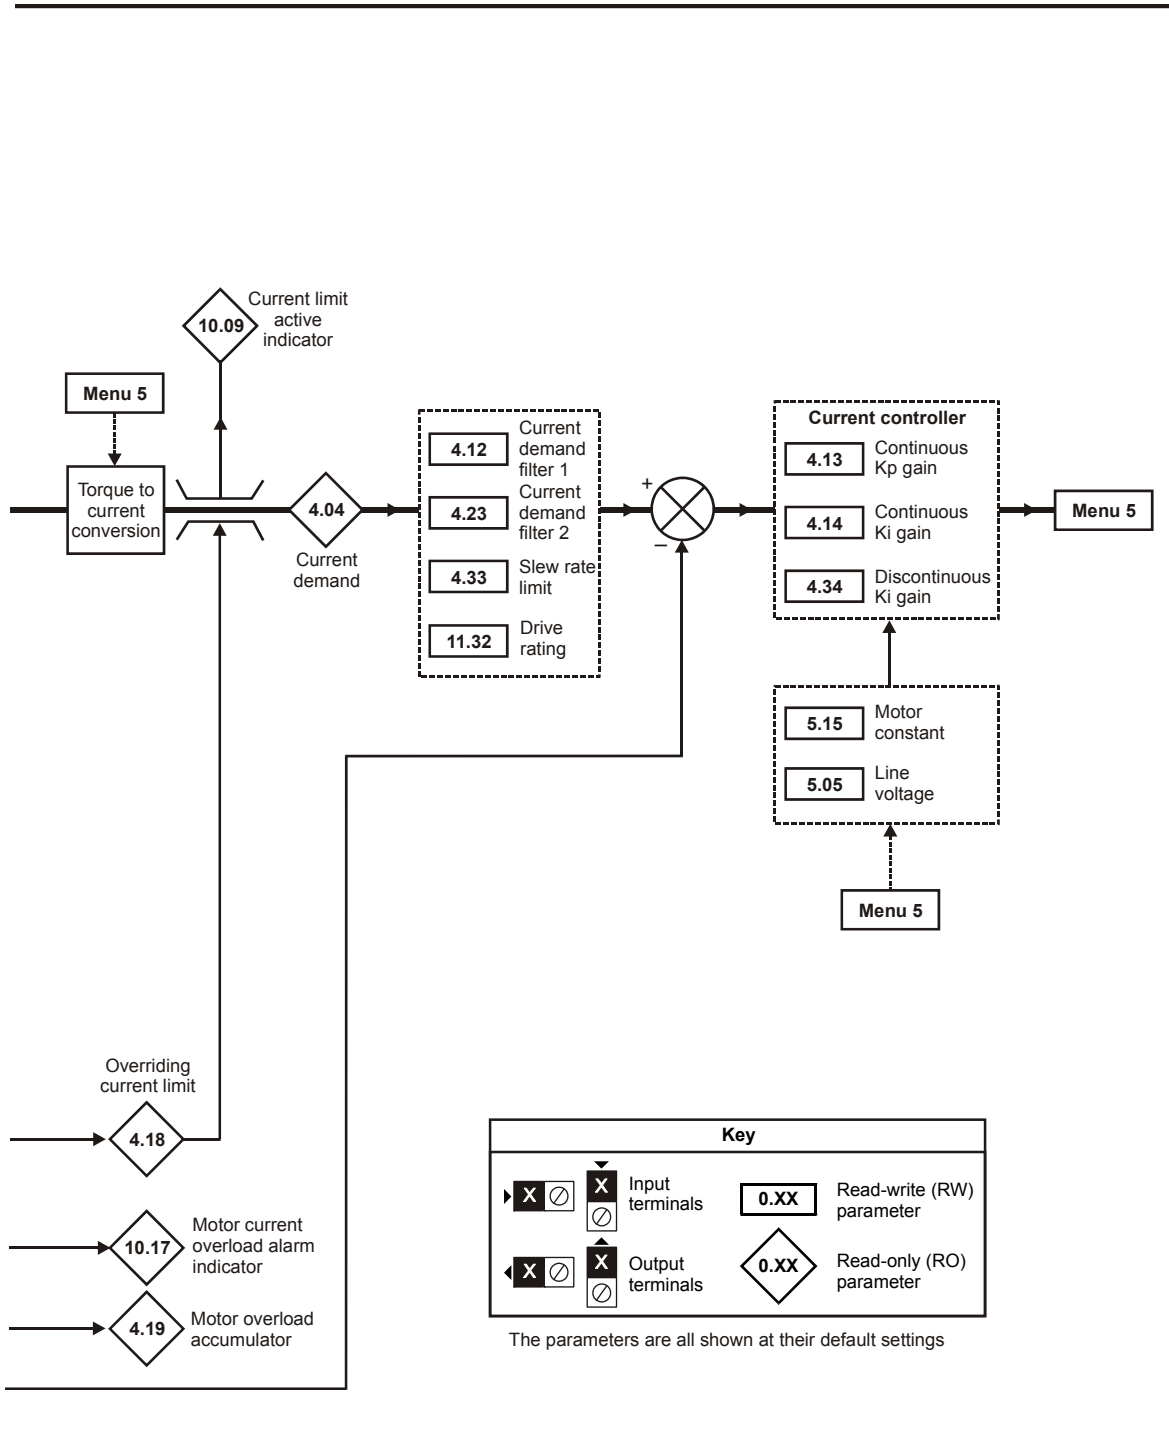 Current limit
active
indicator
10.09
Menu 5
Torque to
current
conversion
4.04
Current
demand
4.12
Current
demand
filter 1
4.23
Current
demand
filter 2
4.33
Slew rate
limit
11.32
Drive
rating
+
–
Current controller
4.13
Continuous
Kp gain
4.14
Continuous
Ki gain
4.34
Discontinuous
Ki gain
Menu 5
5.15
Motor
constant
5.05
Line
voltage
Menu 5
Overriding
current limit
4.18
10.17
Motor current
overload alarm
indicator
4.19
Motor overload
accumulator
Key
X
X
Input
terminals
0.XX
Read-write (RW)
parameter
X
X
Output
terminals
0.XX
Read-only (RO)
parameter
The parameters are all shown at their default settings